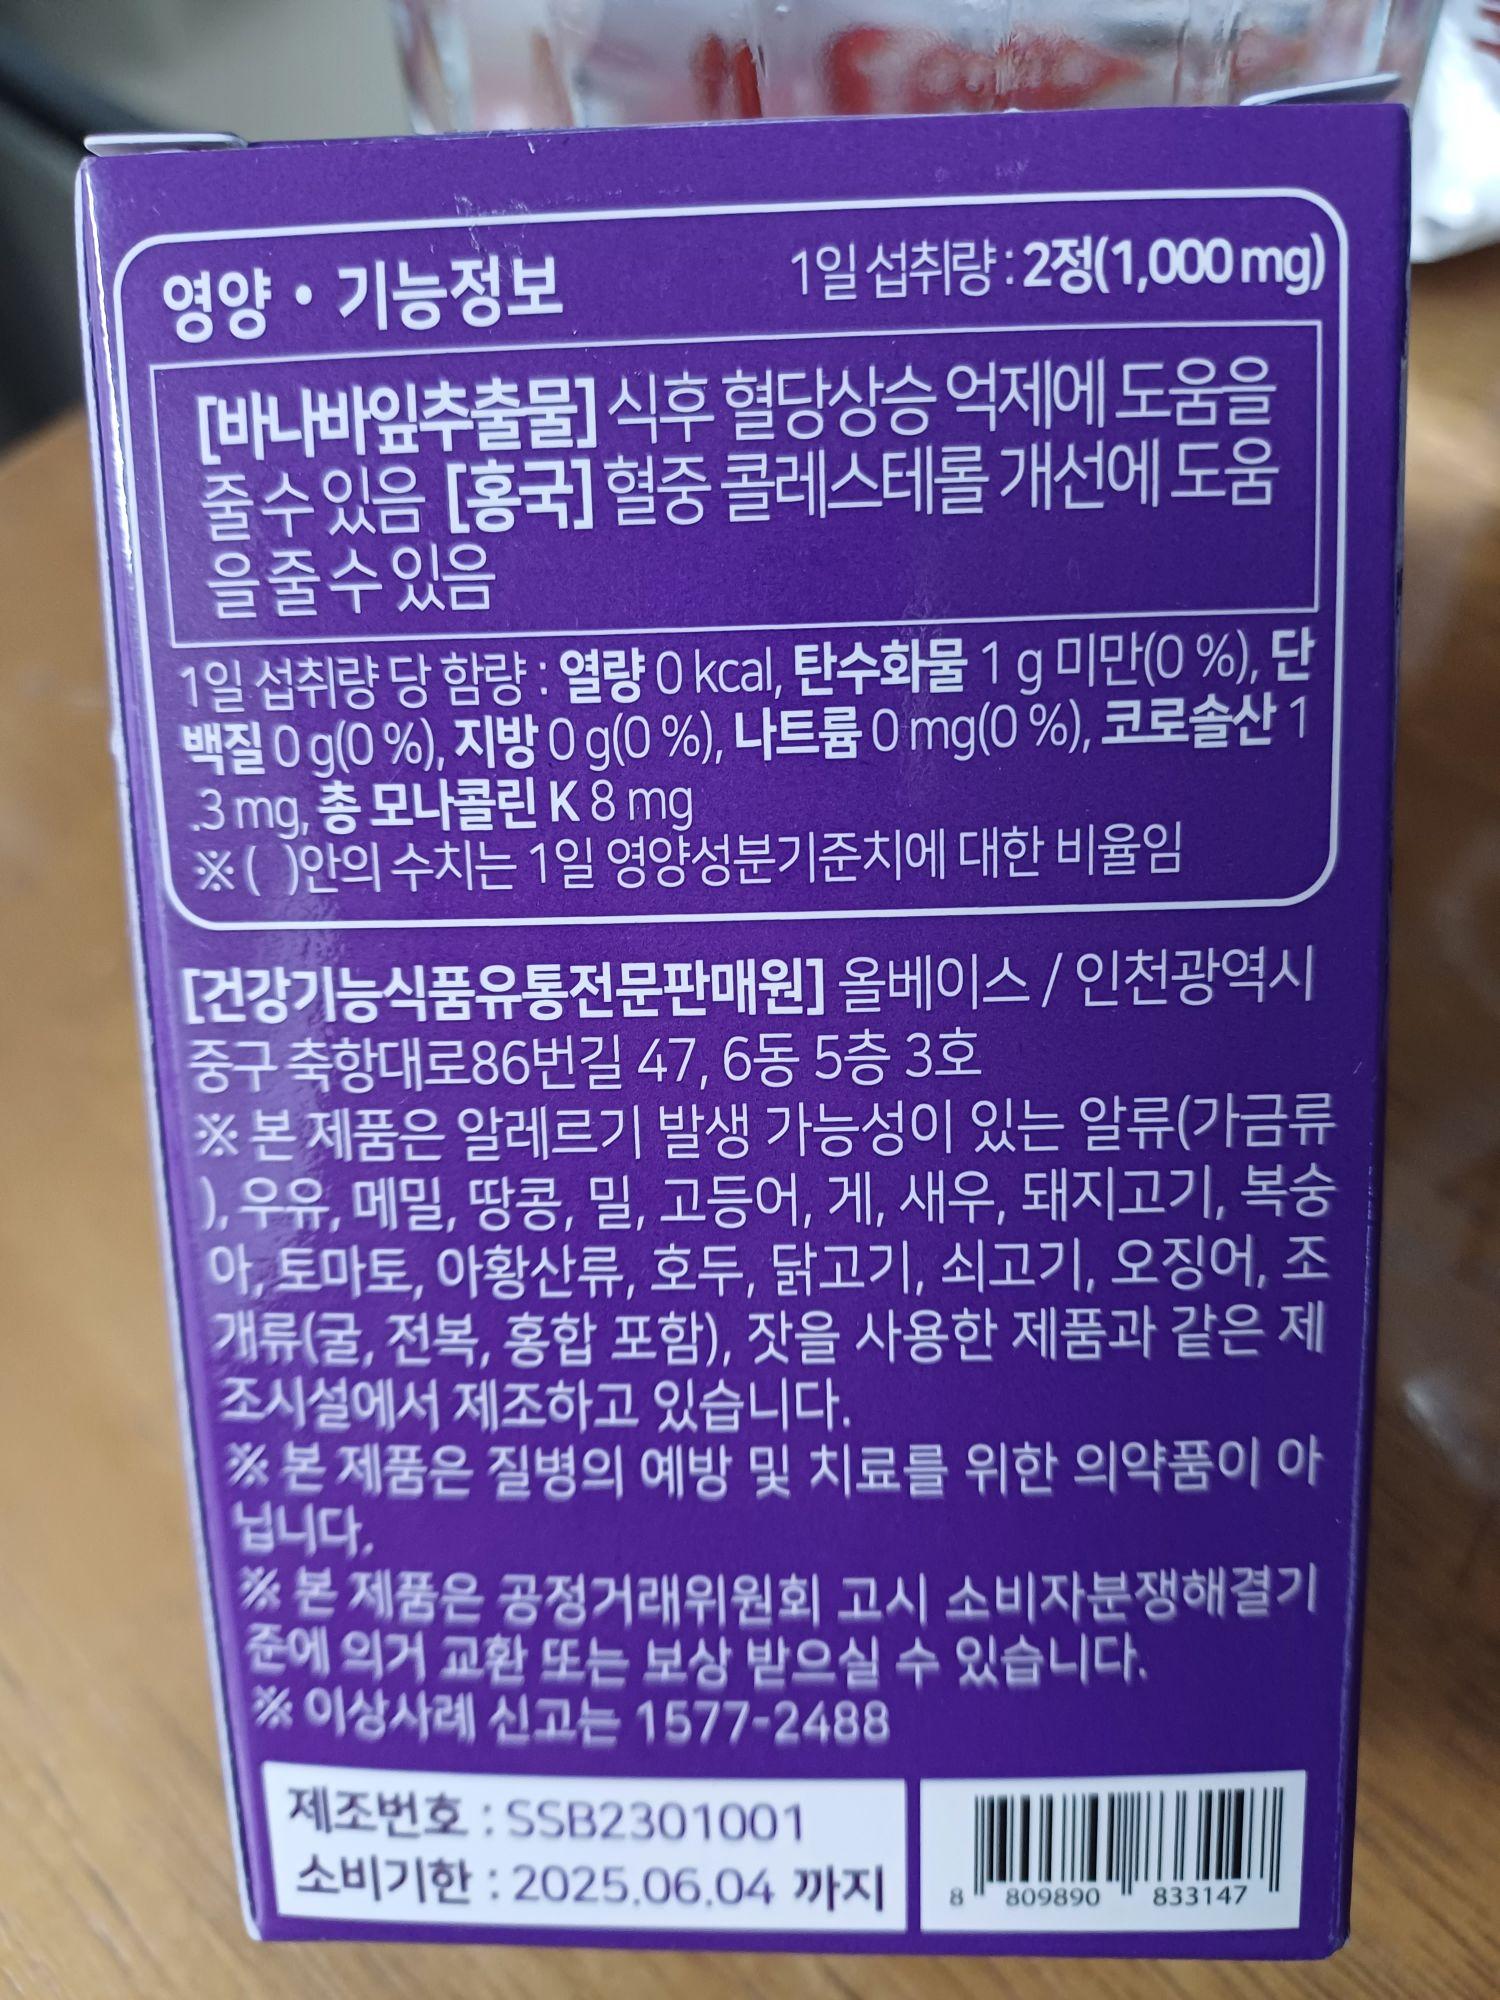 영양 • 기능정보 1일 섭취량 : 2정(1,000 mg)
[바나바잎추출물] 식후 혈당상승 억제에 도움을
줄 수 있음 [홍국] 혈중 콜레스테롤 개선에 도움
을 줄 수 있음
1일 섭취량 당 함량 : 열량 0 kcal, 탄수화물 1 g 미만(0 %), 단
백질 0 g(0 %), 지방 0 g(0 %), 나트륨 0 mg(0 %), 코로솔산 1
.3 mg, 총 모나콜린 K 8 mg
※ ( )안의 수치는 1일 영양성분기준치에 대한 비율임
[건강기능식품유통전문판매원] 올베이스 / 인천광역시
중구 축항대로86번길 47, 6동 5층 3호
※ 본 제품은 알레르기 발생 가능성이 있는 알류(가금류
), 우유, 메밀, 땅콩, 밀, 고등어, 게, 새우, 돼지고기, 복숭
아, 토마토, 아황산류, 호두, 닭고기, 쇠고기, 오징어, 조
개류(굴, 전복, 홍합 포함), 잣을 사용한 제품과 같은 제
조시설에서 제조하고 있습니다.
※ 본 제품은 질병의 예방 및 치료를 위한 의약품이 아
닙니다.
※ 본 제품은 공정거래위원회 고시 소비자분쟁해결기
준에 의거 교환 또는 보상 받으실 수 있습니다.
※ 이상사례 신고는 1577-2488
제조번호 : SSB2301001
소비기한 : 2025.06.04 까지
8 809890 833147